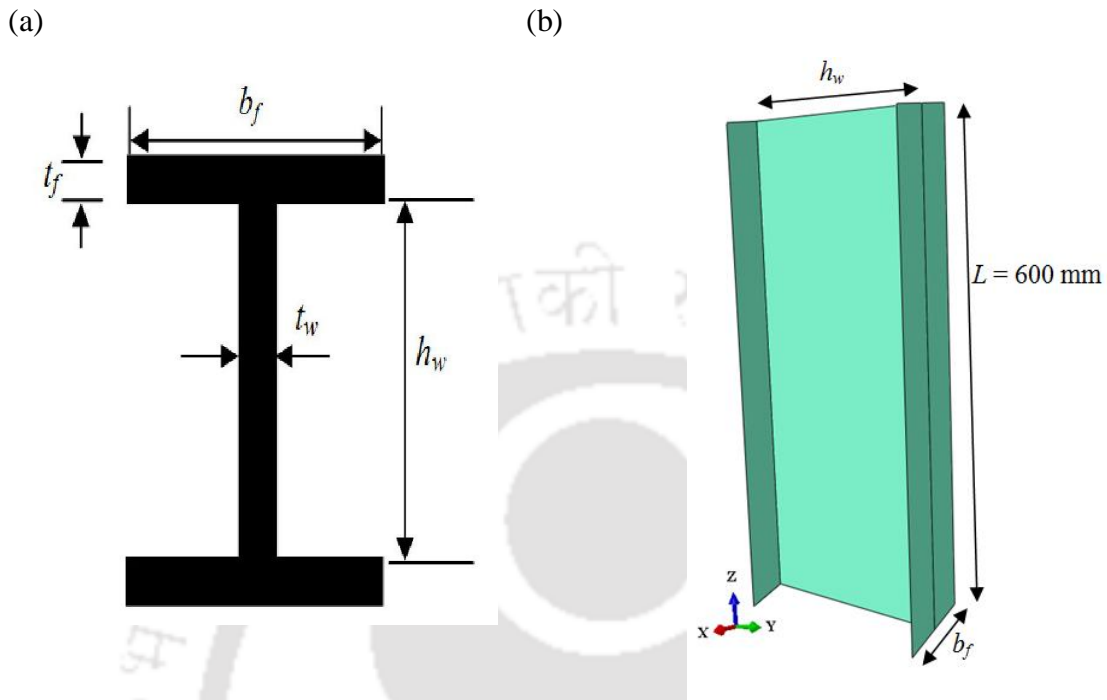 (a)
(b)
b_f
t_f
t_w
h_w
h_w
L = 600 mm
b_f
Z
X
Y